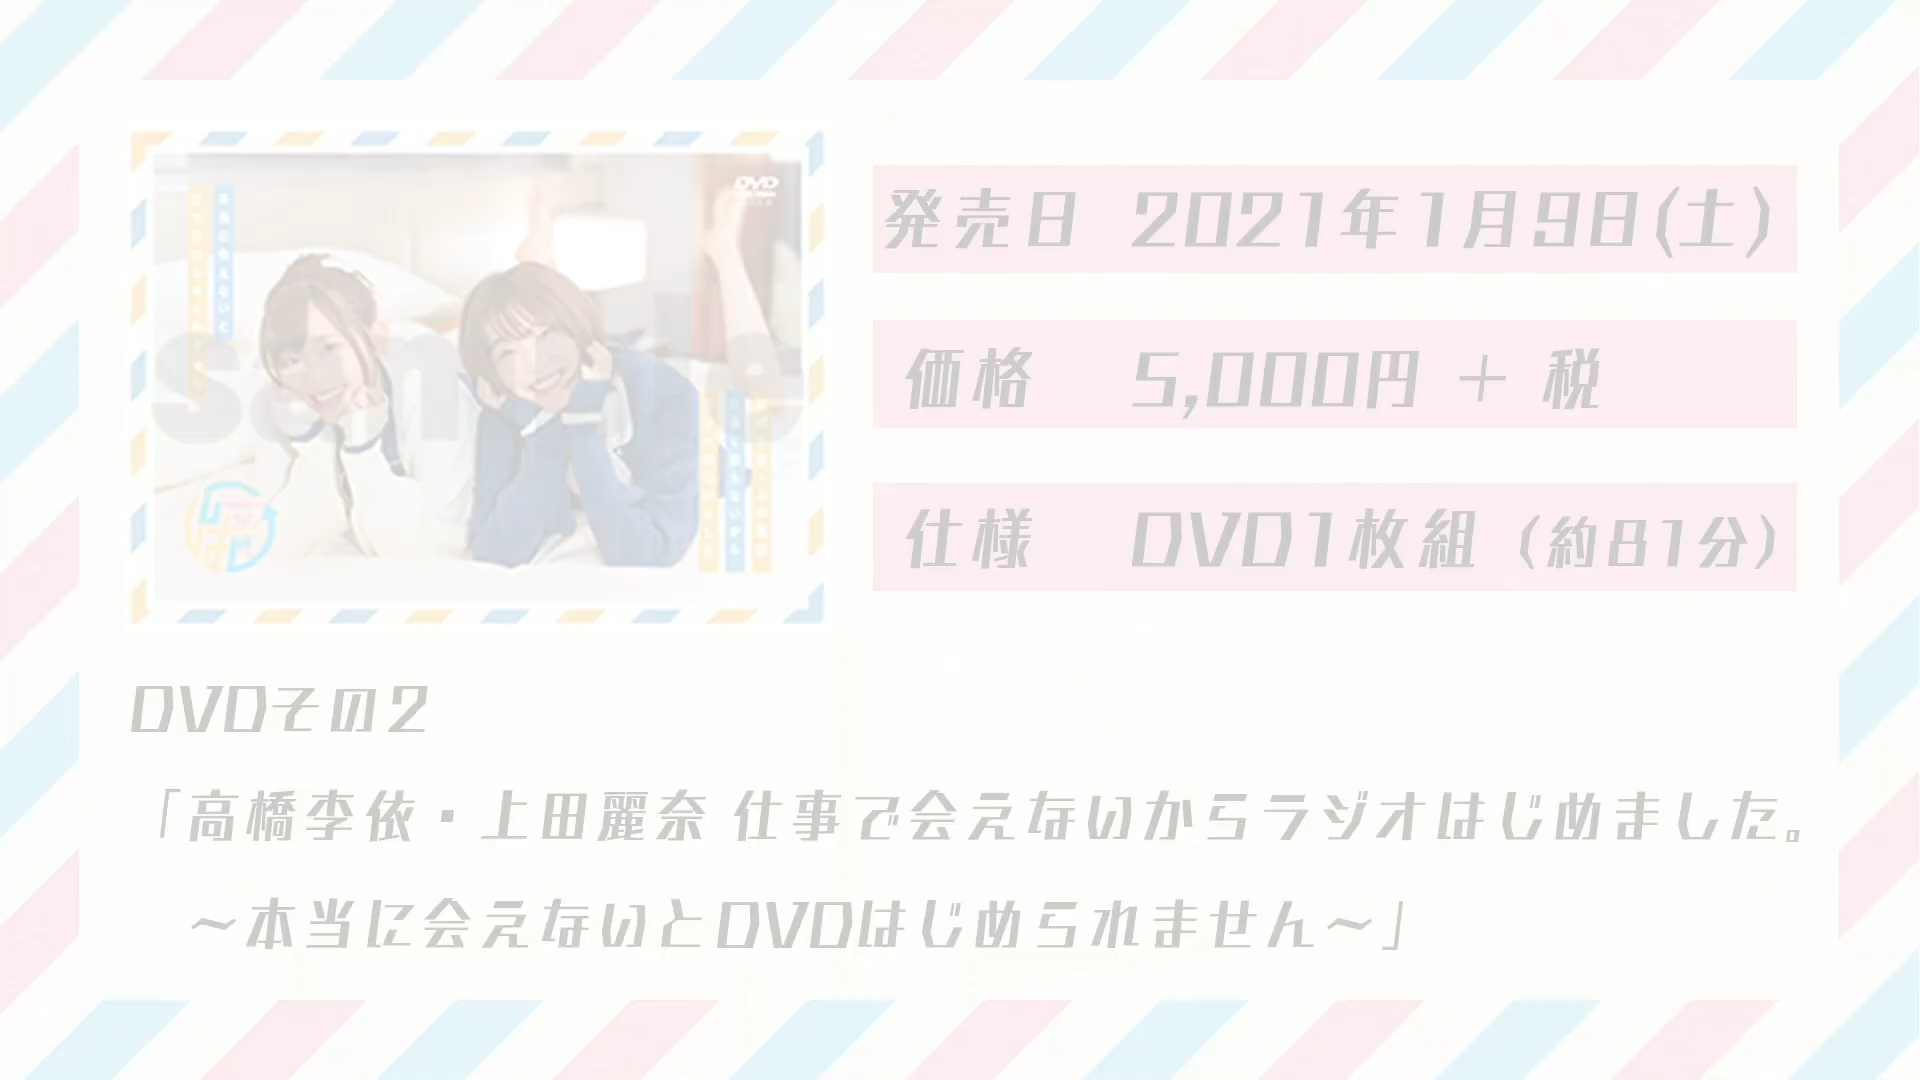 DVD
発売日 2021年1月9日(土)
価格 5,000円 + 税
仕様 DVD1枚組（約81分）
DVDその2
「高橋李依・上田麗奈 仕事で会えないからラジオはじめました。
～本当に会えないとDVDはじめられません～」